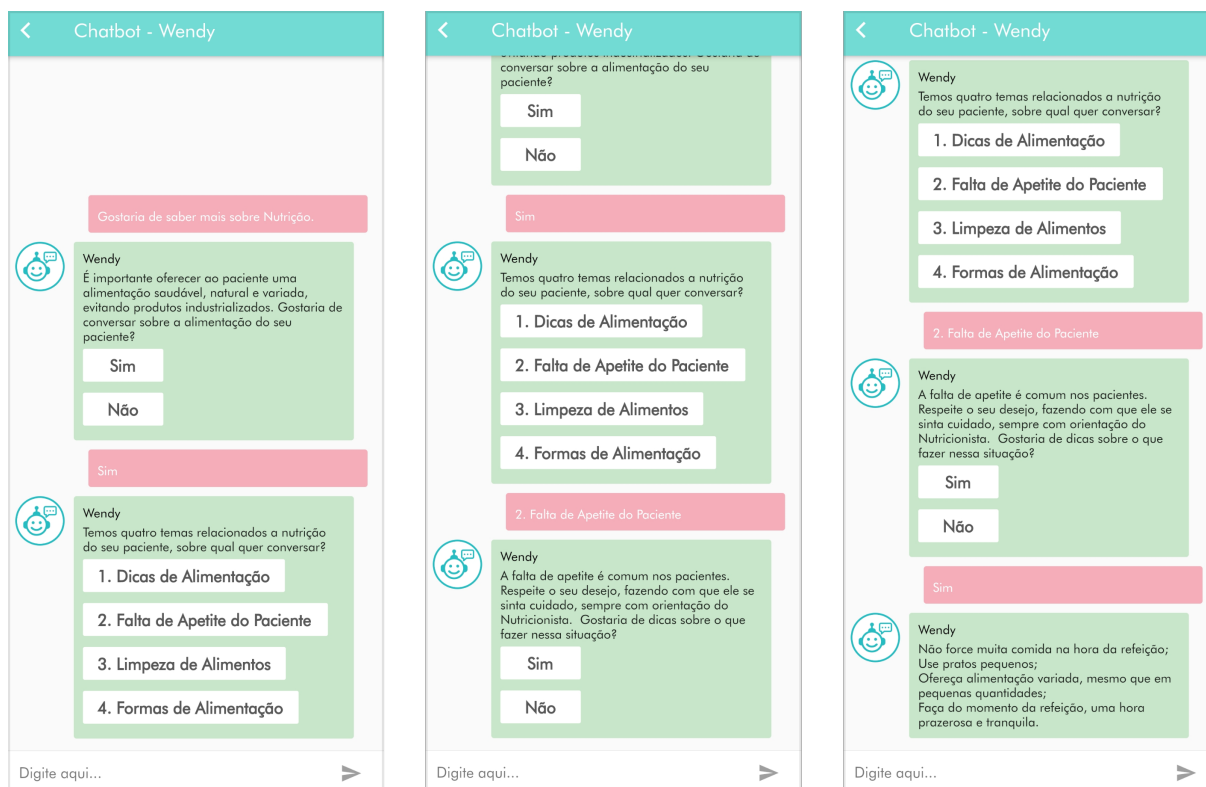 Chatbot - Wendy
Gostaria de saber mais sobre Nutrição.
Wendy
É importante oferecer ao paciente uma
alimentação saudável, natural e variada,
evitando produtos industrializados. Gostaria de
conversar sobre a alimentação do seu
paciente?
Sim
Não
Sim
Wendy
Temos quatro temas relacionados a nutrição
do seu paciente, sobre qual quer conversar?
1. Dicas de Alimentação
2. Falta de Apetite do Paciente
3. Limpeza de Alimentos
4. Formas de Alimentação
Digite aqui...
Chatbot - Wendy
conversar sobre a alimentação do seu
paciente?
Sim
Não
Sim
Wendy
Temos quatro temas relacionados a nutrição
do seu paciente, sobre qual quer conversar?
1. Dicas de Alimentação
2. Falta de Apetite do Paciente
3. Limpeza de Alimentos
4. Formas de Alimentação
2. Falta de Apetite do Paciente
Wendy
A falta de apetite é comum nos pacientes.
Respeite o seu desejo, fazendo com que ele se
sinta cuidado, sempre com orientação do
Nutricionista.  Gostaria de dicas sobre o que
fazer nessa situação?
Sim
Não
Digite aqui...
Chatbot - Wendy
Wendy
Temos quatro temas relacionados a nutrição
do seu paciente, sobre qual quer conversar?
1. Dicas de Alimentação
2. Falta de Apetite do Paciente
3. Limpeza de Alimentos
4. Formas de Alimentação
2. Falta de Apetite do Paciente
Wendy
A falta de apetite é comum nos pacientes.
Respeite o seu desejo, fazendo com que ele se
sinta cuidado, sempre com orientação do
Nutricionista.  Gostaria de dicas sobre o que
fazer nessa situação?
Sim
Não
Sim
Wendy
Não force muita comida na hora da refeição;
Use pratos pequenos;
Ofereça alimentação variada, mesmo que em
pequenas quantidades;
Faça do momento da refeição, uma hora
prazerosa e tranquila.
Digite aqui...